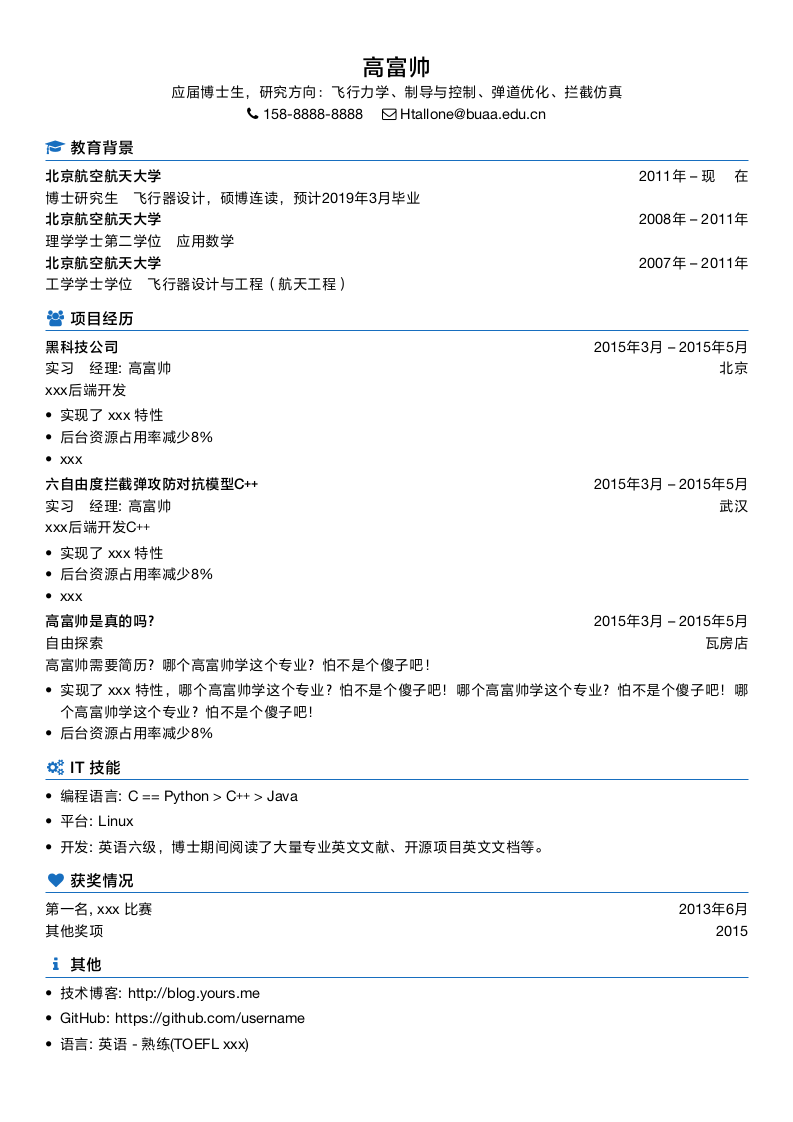 高富帅
应届博士生，研究方向：飞行力学、制导与控制、弹道优化、拦截仿真
158-8888-8888 Htallone@buaa.edu.cn
教育背景
北京航空航天大学 2011年 – 现 在
博士研究生 飞行器设计，硕博连读，预计2019年3月毕业
北京航空航天大学 2008年 – 2011年
理学学士第二学位 应用数学
北京航空航天大学 2007年 – 2011年
工学学士学位 飞行器设计与工程（航天工程）
项目经历
黑科技公司 2015年3月 – 2015年5月
实习 经理: 高富帅 北京
xxx后端开发
• 实现了 xxx 特性
• 后台资源占用率减少8%
• xxx
六自由度拦截弹攻防对抗模型C++ 2015年3月 – 2015年5月
实习 经理: 高富帅 武汉
xxx后端开发C++
• 实现了 xxx 特性
• 后台资源占用率减少8%
• xxx
高富帅是真的吗？ 2015年3月 – 2015年5月
自由探索 瓦房店
高富帅需要简历？哪个高富帅学这个专业？怕不是个傻子吧！
• 实现了 xxx 特性，哪个高富帅学这个专业？怕不是个傻子吧！哪个高富帅学这个专业？怕不是个傻子吧！哪
个高富帅学这个专业？怕不是个傻子吧！
• 后台资源占用率减少8%
IT 技能
• 编程语言: C == Python > C++ > Java
• 平台: Linux
• 开发: 英语六级，博士期间阅读了大量专业英文文献、开源项目英文文档等。
获奖情况
第一名, xxx 比赛 2013年6月
其他奖项 2015
其他
• 技术博客: http://blog.yours.me
• GitHub: https://github.com/username
• 语言: 英语 - 熟练(TOEFL xxx)